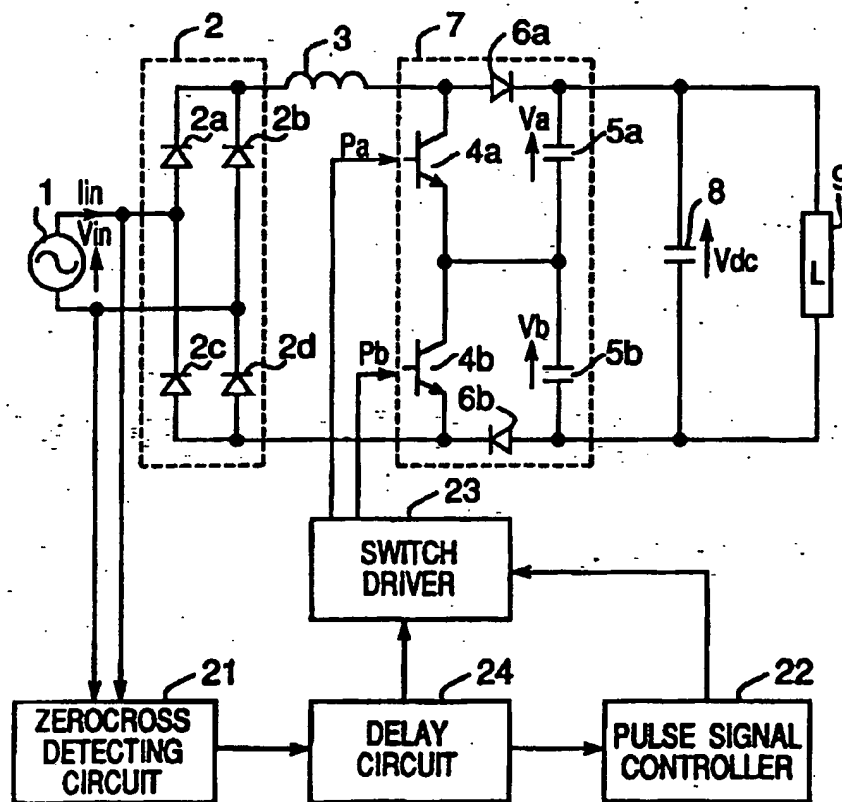 2
3
7
6a
2a
2b
Va
5a
Pa
4a
8
9
1
Iin
Vin
Vdc
L
2c
2d
Pb
4b
Vb
5b
6b
23
SWITCH
DRIVER
21
24
22
ZEROCROSS
DETECTING
CIRCUIT
DELAY
CIRCUIT
PULSE SIGNAL
CONTROLLER